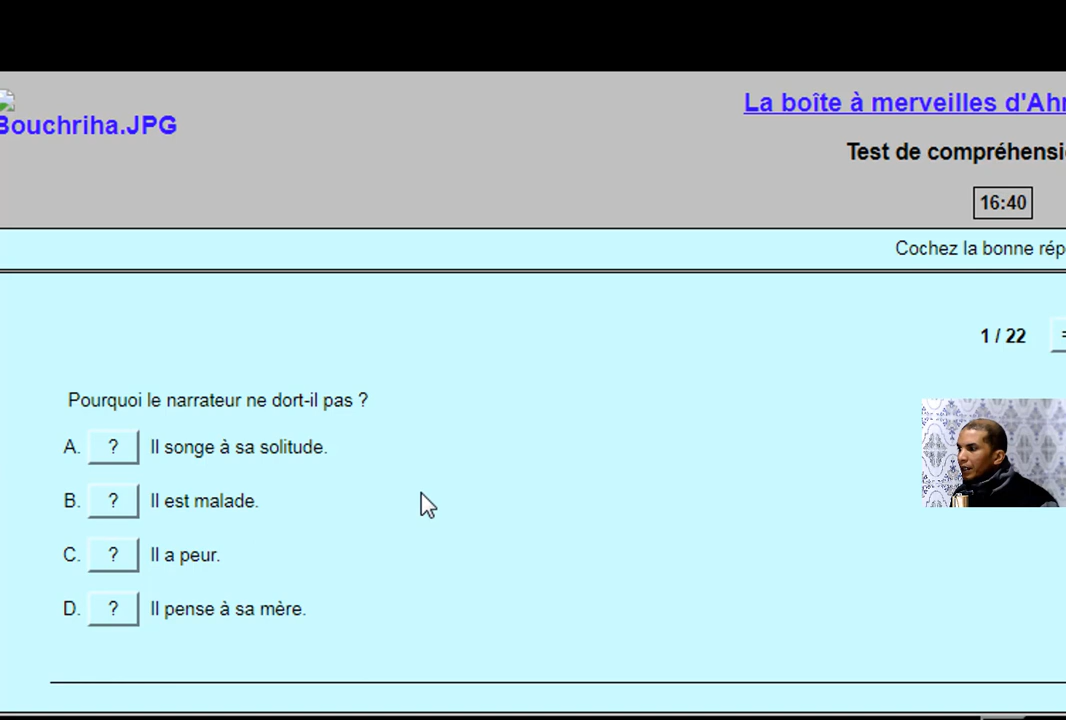 La boîte à merveilles d'Ah
Bouchriha.JPG
Test de compréhensi
16:40
Cochez la bonne rép
1 / 22
Pourquoi le narrateur ne dort-il pas ?
A. ? Il songe à sa solitude.
B. ? Il est malade.
C. ? Il a peur.
D. ? Il pense à sa mère.